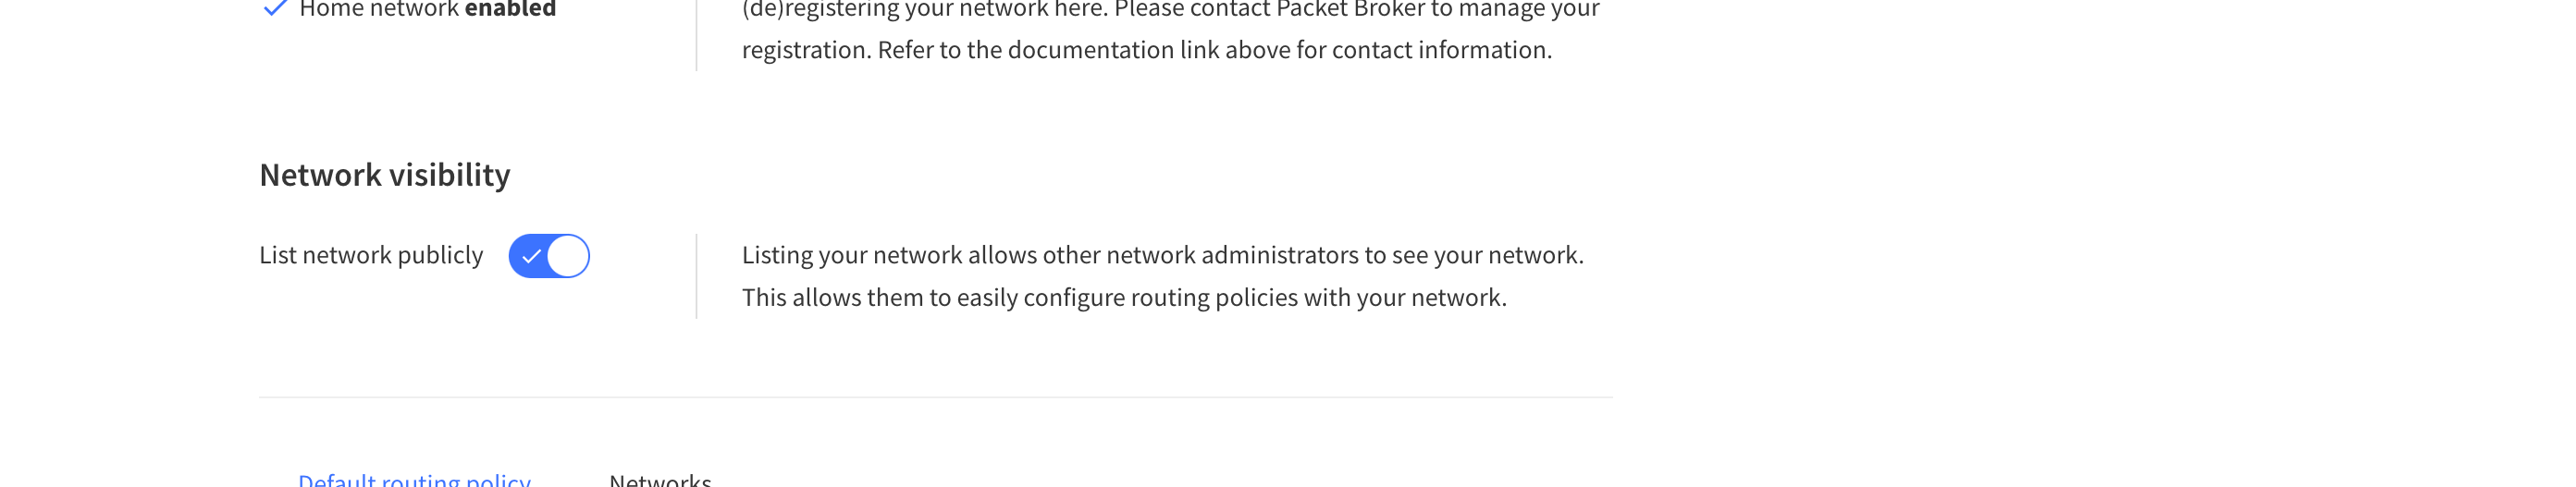 Home network enabled
(de)registering your network here. Please contact Packet Broker to manage your
registration. Refer to the documentation link above for contact information.
Network visibility
List network publicly
Listing your network allows other network administrators to see your network.
This allows them to easily configure routing policies with your network.
Default routing policy
Networks